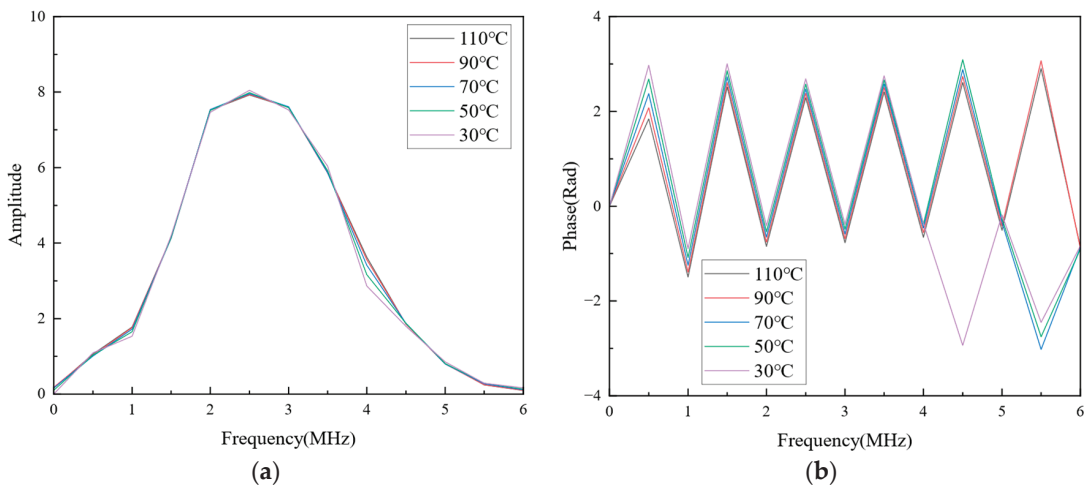 10
8
6
4
2
0
Amplitude
110℃
90℃
70℃
50℃
30℃
0 1 2 3 4 5 6
Frequency(MHz)
(a)
4
2
0
−2
−4
Phase(Rad)
110℃
90℃
70℃
50℃
30℃
0 1 2 3 4 5 6
Frequency(MHz)
(b)